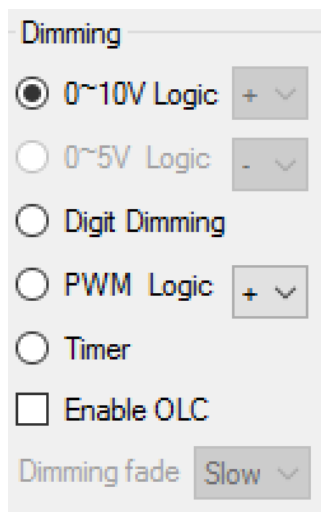 Dimming
0~10V Logic +
0~5V Logic -
Digit Dimming
PWM Logic +
Timer
Enable OLC
Dimming fade Slow